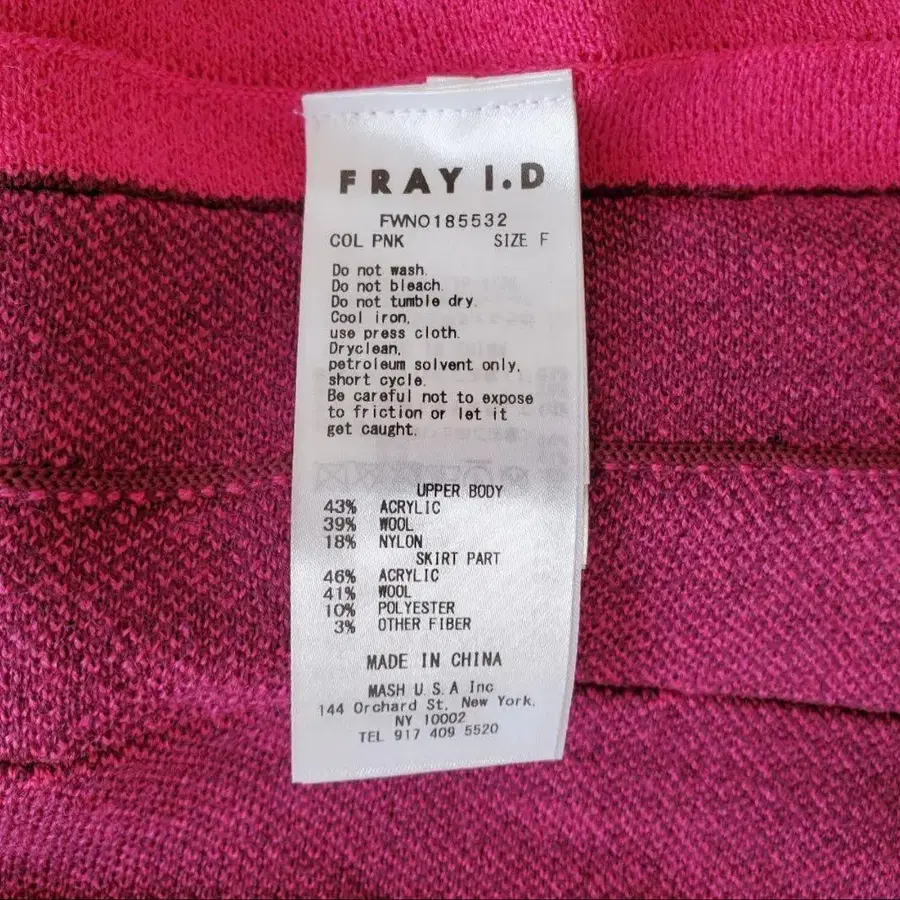 FRAY I.D
FWNO185532
COL PNK SIZE F
Do not wash.
Do not bleach.
Do not tumble dry.
Cool iron,
use press cloth.
Dryclean,
petroleum solvent only,
short cycle.
Be careful not to expose
to friction or let it
get caught.
UPPER BODY
43% ACRYLIC
39% WOOL
18% NYLON
SKIRT PART
46% ACRYLIC
41% WOOL
10% POLYESTER
3% OTHER FIBER
MADE IN CHINA
MASH U.S.A Inc
144 Orchard St, New York,
NY 10002
TEL 917 409 5520